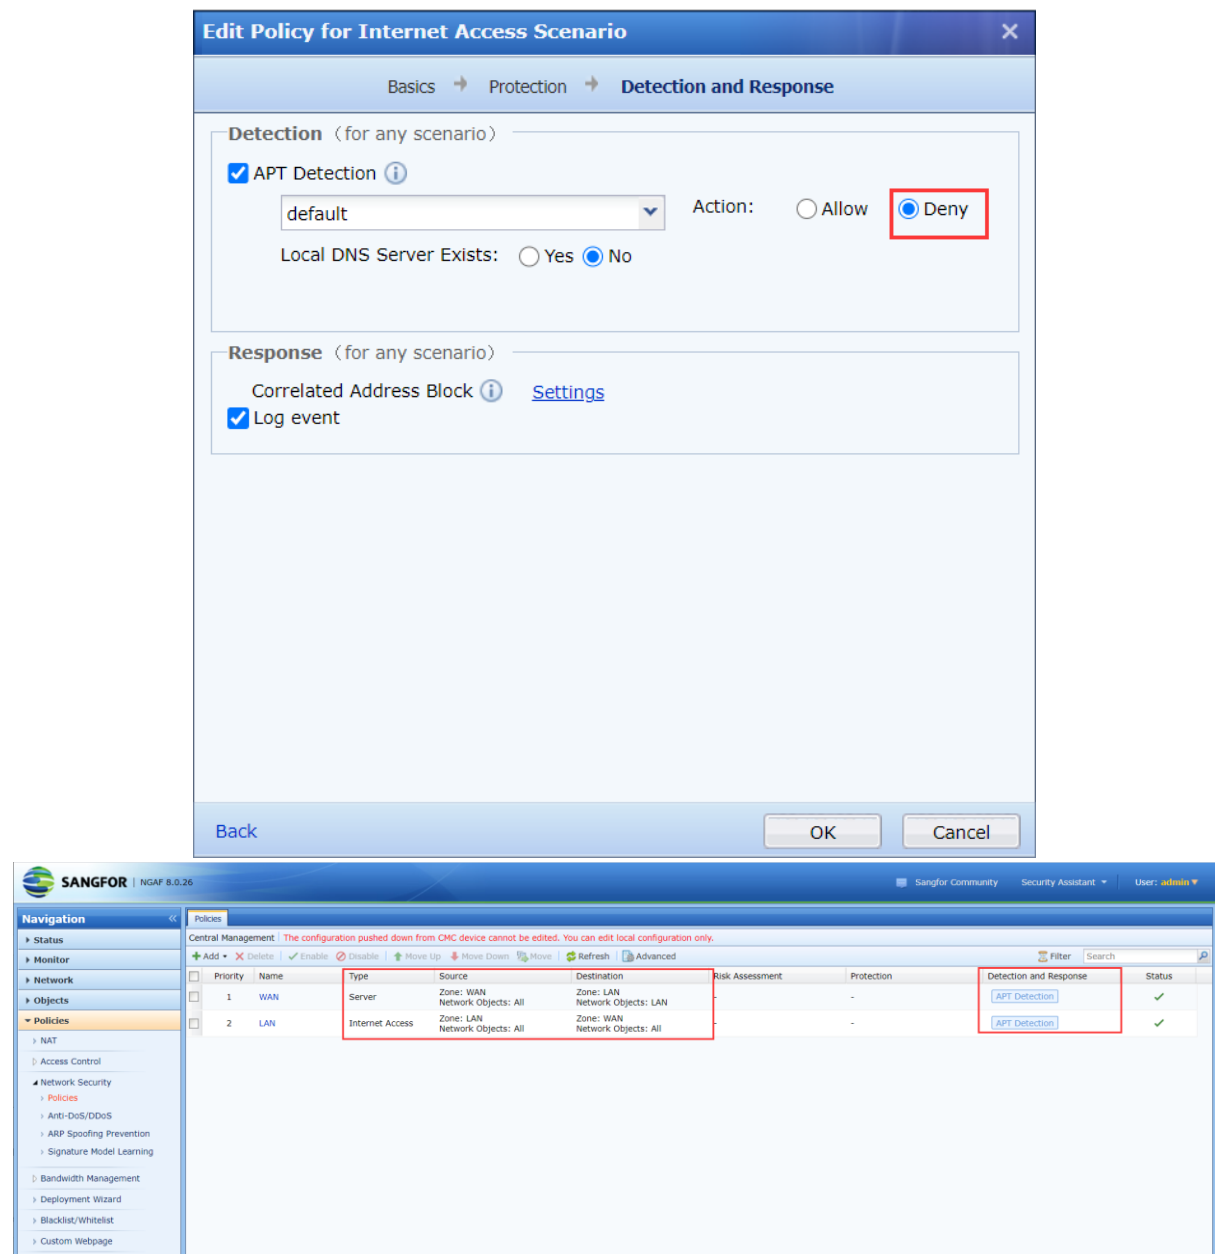 Edit Policy for Internet Access Scenario
Basics Protection Detection and Response
Detection (for any scenario)
APT Detection
default Action: Allow Deny
Local DNS Server Exists: Yes No
Response (for any scenario)
Correlated Address Block Settings
Log event
Back OK Cancel
SANGFOR | NGAF 8.0.26 Sangfor Community Security Assistant User: admin
Navigation Policies
Central Management The configuration pushed down from CMC device cannot be edited. You can edit local configuration only.
Add Delete Enable Disable Move Up Move Down Move Refresh Advanced Filter Search
Priority Name Type Source Destination Risk Assessment Protection Detection and Response Status
1 WAN Server Zone: WAN Zone: LAN - - APT Detection
Network Objects: All Network Objects: LAN
2 LAN Internet Access Zone: LAN Zone: WAN - - APT Detection
Network Objects: All Network Objects: All
Status
Monitor
Network
Objects
Policies
NAT
Access Control
Network Security
Policies
Anti-DoS/DDoS
ARP Spoofing Prevention
Signature Model Learning
Bandwidth Management
Deployment Wizard
Blacklist/Whitelist
Custom Webpage